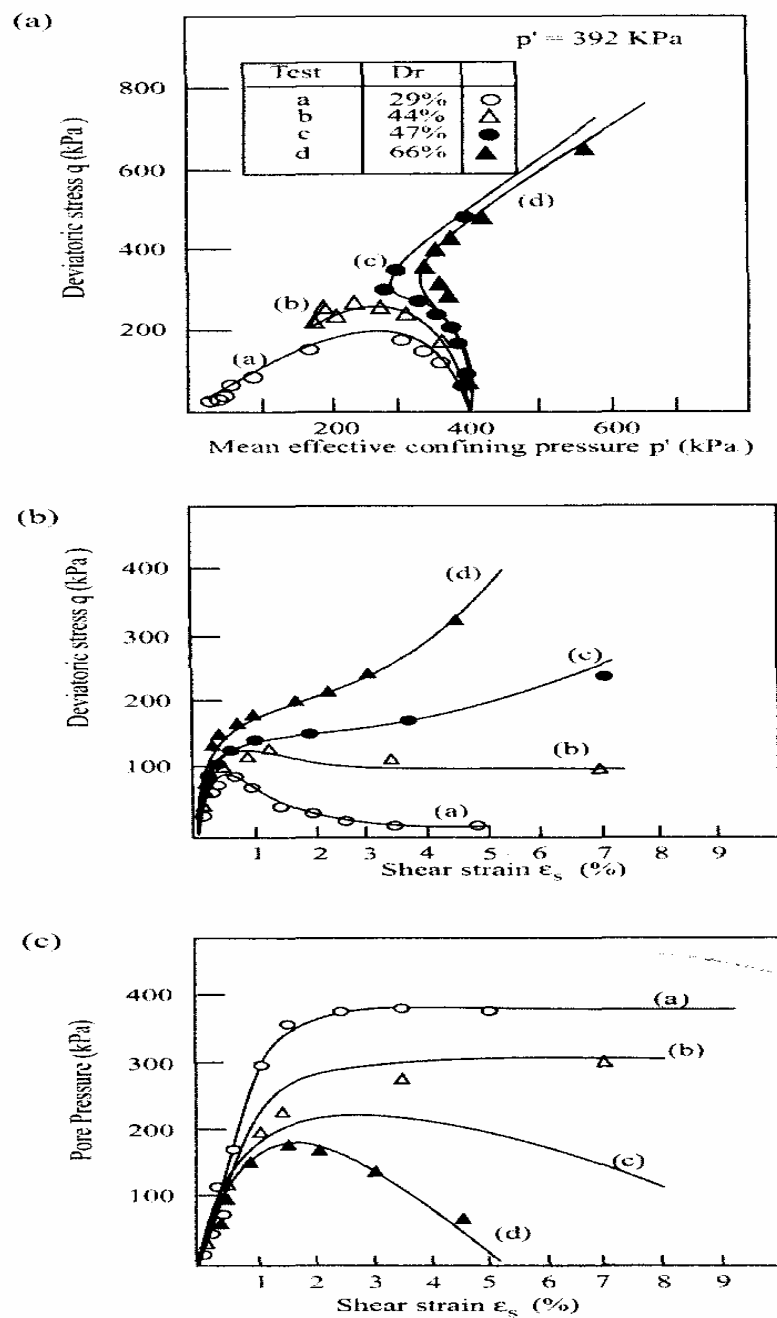 (a)
p' = 392 KPa
Test Dr
a 29%
b 44%
c 47%
d 66%
800
600
400
200
Deviatoric stress q (kPa)
(a)
(b)
(c)
(d)
200 400 600
Mean effective confining pressure p' (kPa.)
(b)
400
300
200
100
Deviatoric stress q (kPa)
(d)
(c)
(b)
(a)
1 2 3 4 5 6 7 8 9
Shear strain εs (%)
(c)
400
300
200
100
Pore Pressure (kPa)
(a)
(b)
(c)
(d)
1 2 3 4 5 6 7 8 9
Shear strain εs (%)